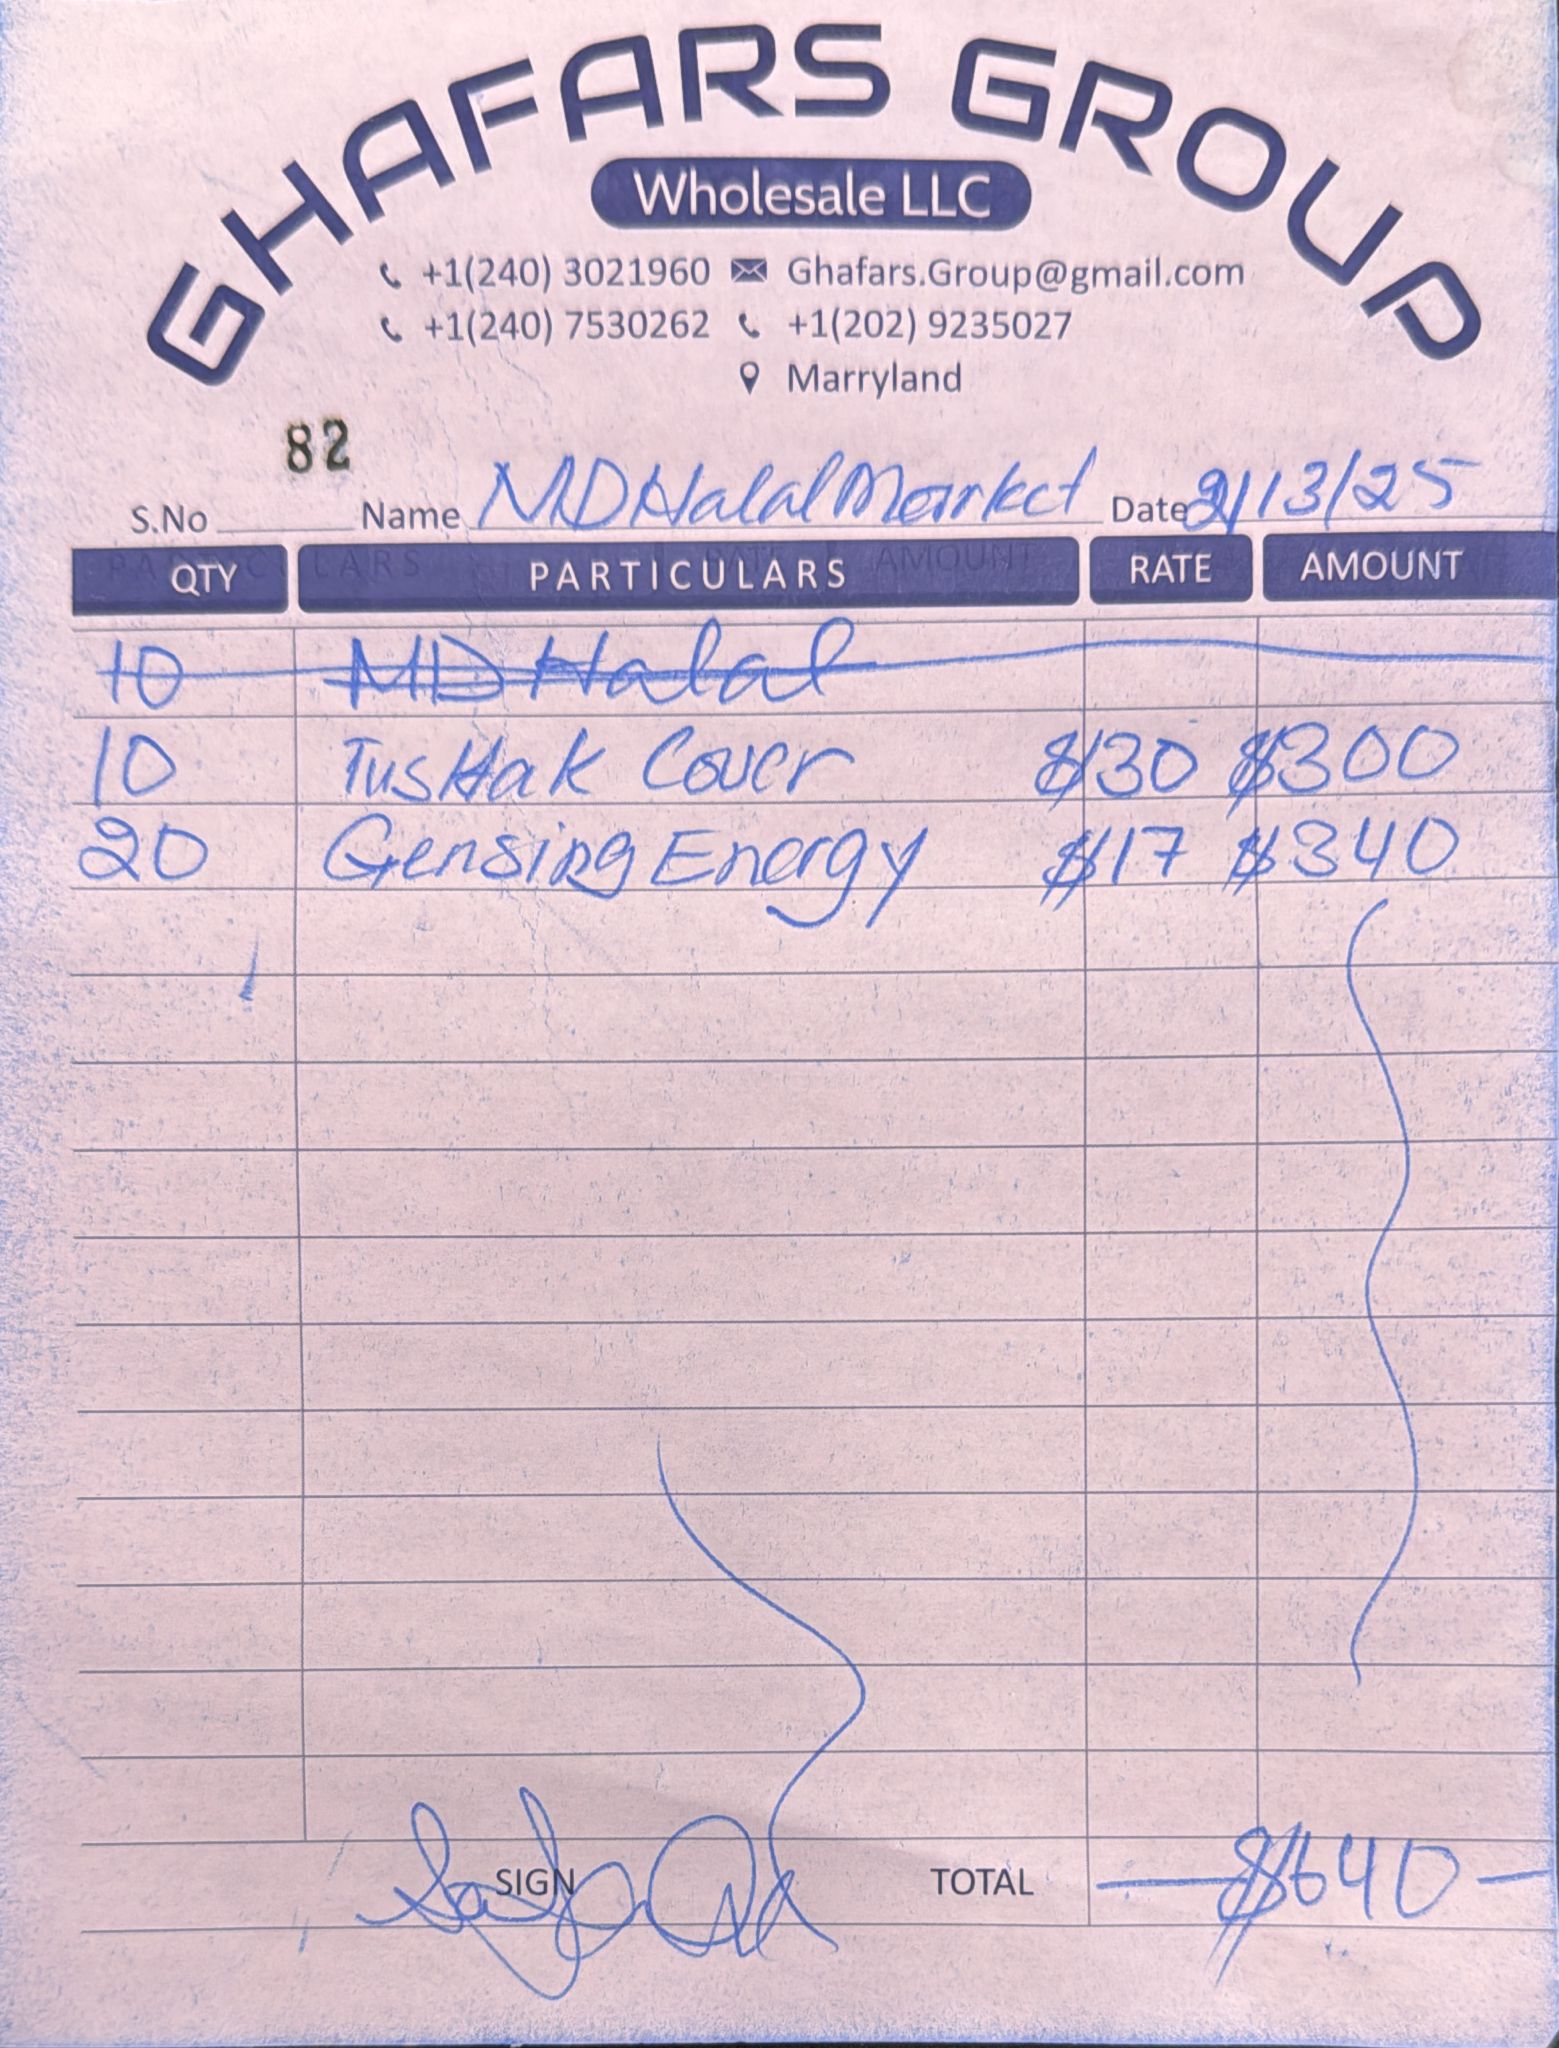 GHAFARS GROUP
Wholesale LLC
+1(240) 3021960 Ghafars.Group@gmail.com
+1(240) 7530262 +1(202) 9235027
Marryland
82
S.No Name MD Halal Market Date 2/13/25
QTY PARTICULARS RATE AMOUNT
10 MD Halal
10 TusHak Cover $30 $300
20 Gensing Energy $17 $340
SIGN TOTAL $640